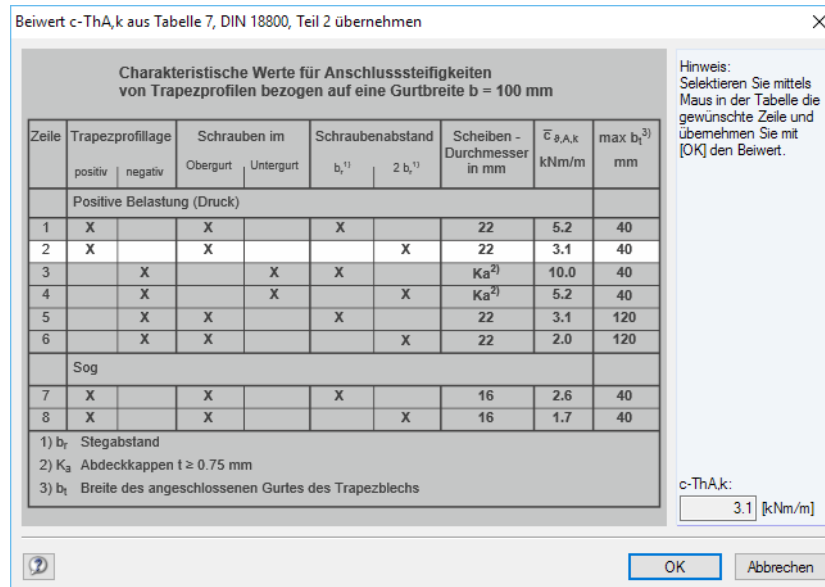 Beiwert c-ThA,k aus Tabelle 7, DIN 18800, Teil 2 übernehmen
Charakteristische Werte für Anschlusssteifigkeiten
von Trapezprofilen bezogen auf eine Gurtbreite b = 100 mm
Zeile Trapezprofillage Schrauben im Schraubenabstand Scheiben - Durchmesser in mm c̅ ϑ,A,k kNm/m max bt3) mm
positiv negativ Obergurt Untergurt br1) 2 br1)
Positive Belastung (Druck)
1 X X X 22 5.2 40
2 X X X 22 3.1 40
3 X X X Ka2) 10.0 40
4 X X X Ka2) 5.2 40
5 X X X 22 3.1 120
6 X X X 22 2.0 120
Sog
7 X X X 16 2.6 40
8 X X X 16 1.7 40
1) br Stegabstand
2) Ka Abdeckkappen t ≥ 0.75 mm
3) bt Breite des angeschlossenen Gurtes des Trapezblechs
Hinweis:
Selektieren Sie mittels
Maus in der Tabelle die
gewünschte Zeile und
übernehmen Sie mit
[OK] den Beiwert.
c-ThA,k:
3.1 [kNm/m]
OK
Abbrechen